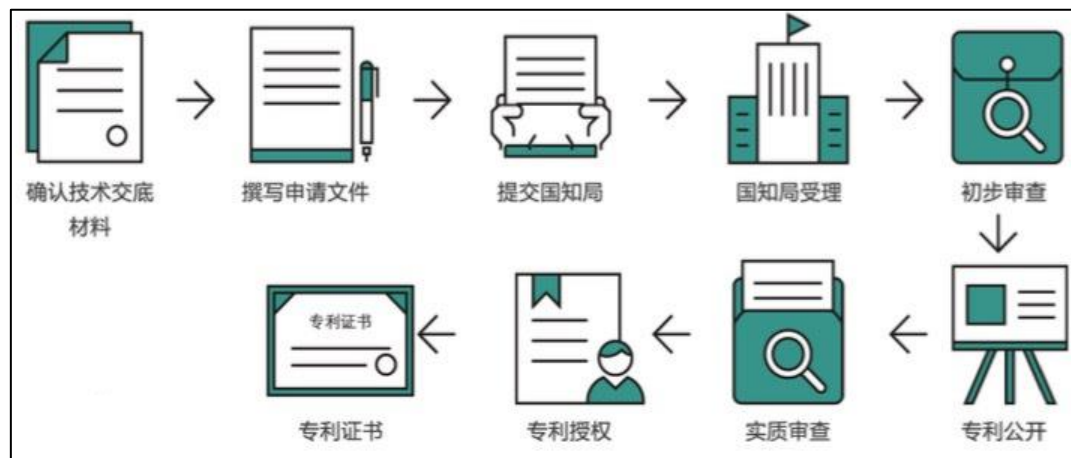 确认技术交底
材料
撰写申请文件
提交国知局
国知局受理
初步审查
专利公开
实质审查
专利授权
专利证书
专利证书